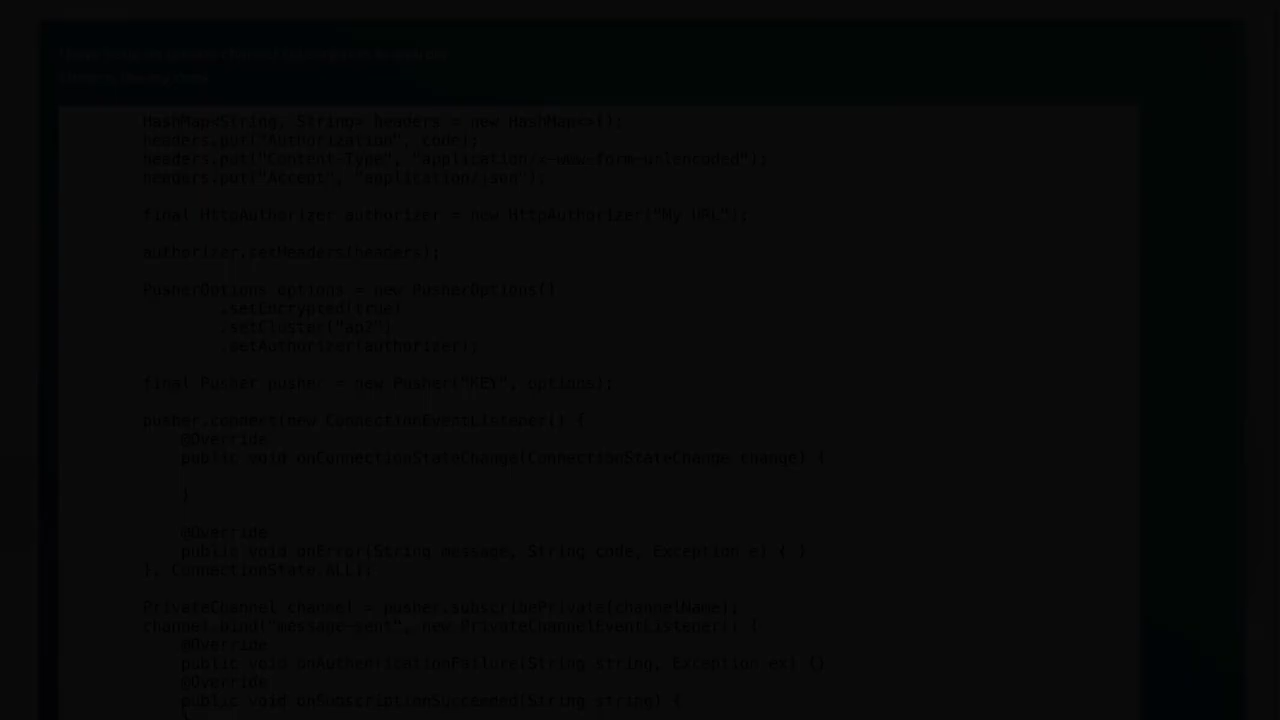 HashMap<String, String> headers = new HashMap<>();
headers.put("Authorization", code);
headers.put("Content-Type", "application/x-www-form-urlencoded");
headers.put("Accept", "application/json");
final HttpAuthorizer authorizer = new HttpAuthorizer("My URL");
authorizer.setHeaders(headers);
PusherOptions options = new PusherOptions()
.setEncrypted(true)
.setCluster("ap2")
.setAuthorizer(authorizer);
final Pusher pusher = new Pusher("KEY", options);
pusher.connect(new ConnectionEventListener() {
@Override
public void onConnectionStateChange(ConnectionStateChange change) {
}
@Override
public void onError(String message, String code, Exception e) { }
}, ConnectionState.ALL);
PrivateChannel channel = pusher.subscribePrivate(channelName);
channel.bind("message-sent", new PrivateChannelEventListener() {
@Override
public void onAuthenticationFailure(String string, Exception ex) {}
@Override
public void onSubscriptionSucceeded(String string) {